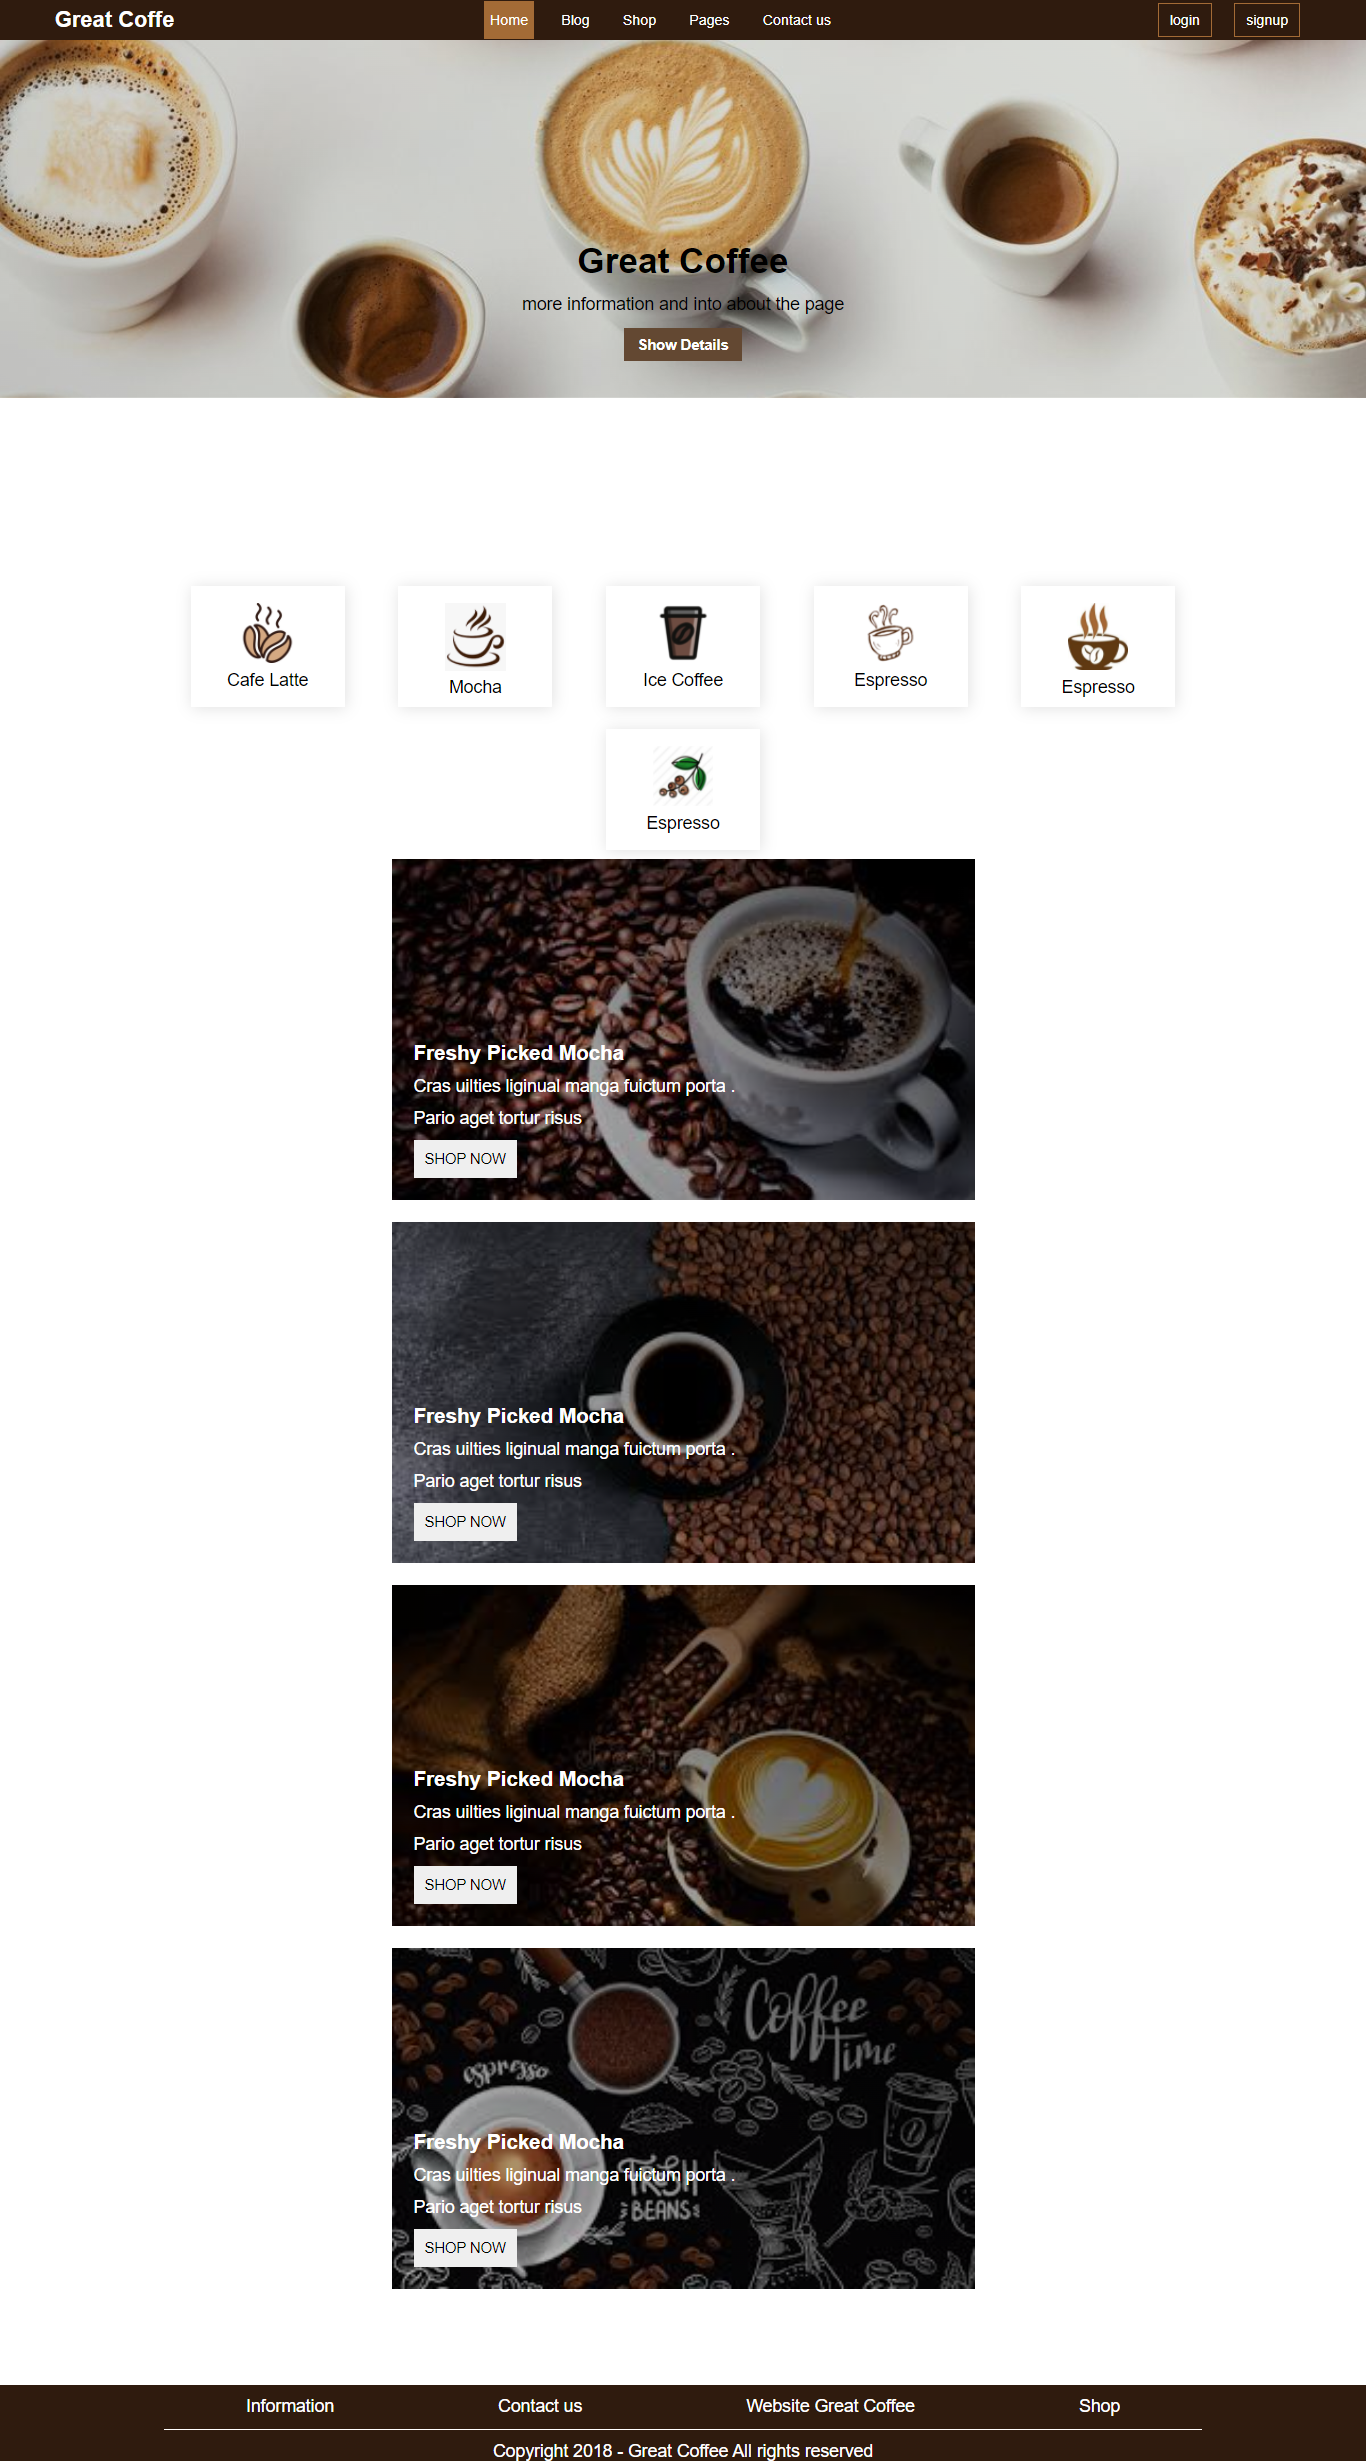 Great Coffe
Home Blog Shop Pages Contact us
login signup
Great Coffee
more information and into about the page
Show Details
Cafe Latte
Mocha
Ice Coffee
Espresso
Espresso
Espresso
Freshy Picked Mocha
Cras uilties liginual manga fuictum porta .
Pario aget tortur risus
SHOP NOW
Freshy Picked Mocha
Cras uilties liginual manga fuictum porta .
Pario aget tortur risus
SHOP NOW
Freshy Picked Mocha
Cras uilties liginual manga fuictum porta .
Pario aget tortur risus
SHOP NOW
Coffee
time
espresso
Freshy Picked Mocha
Cras uilties liginual manga fuictum porta .
Pario aget tortur risus
BEANS
SHOP NOW
Information Contact us Website Great Coffee Shop
Copyright 2018 - Great Coffee All rights reserved